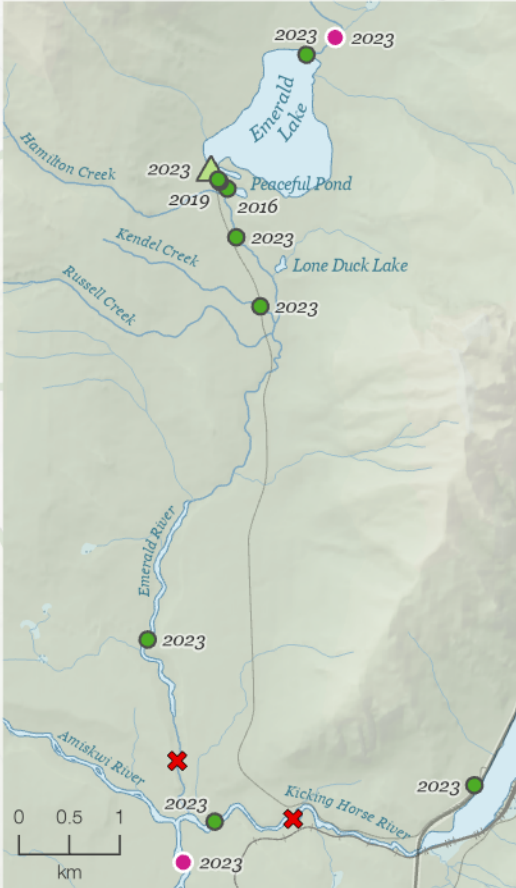 2023
2023
Emerald
Lake
Hamilton Creek
2023
Peaceful Pond
2019
2016
Kendel Creek
2023
Lone Duck Lake
Russell Creek
2023
Emerald River
2023
Amiskwi River
2023
Kicking Horse River
2023
0 0.5 1
km
2023